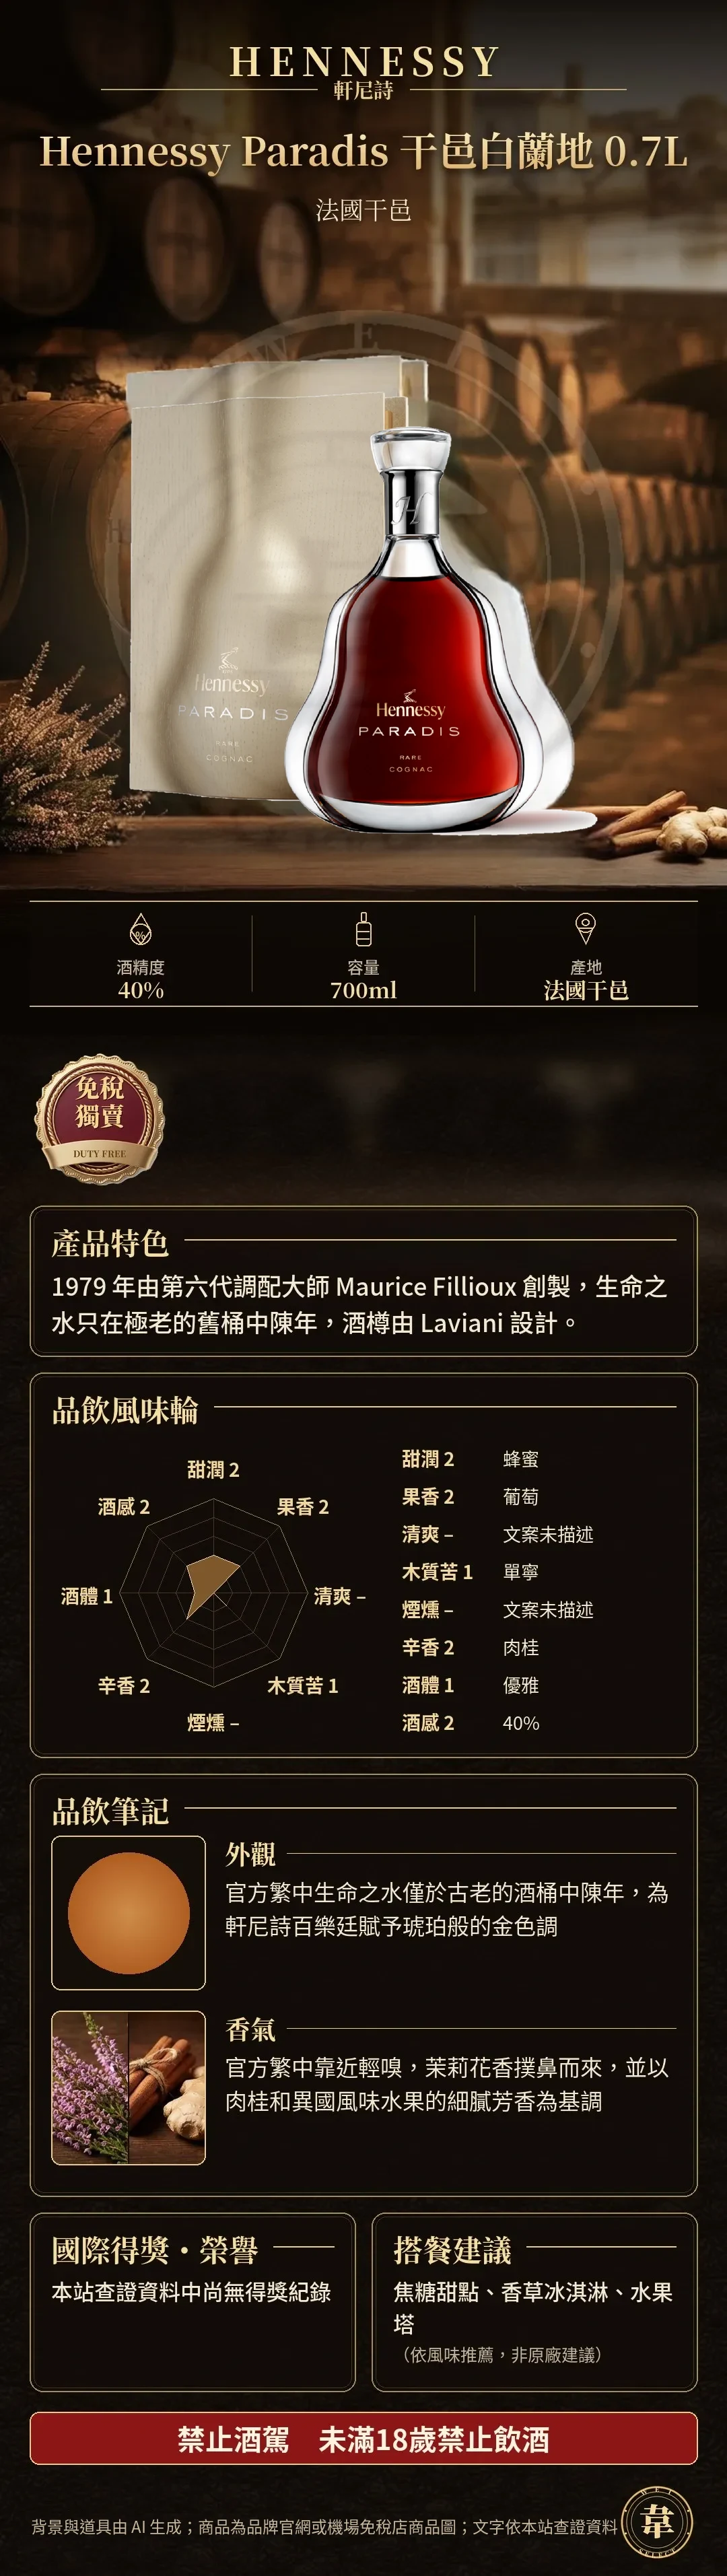 HENNESSY
軒尼詩
Hennessy Paradis 干邑白蘭地 0.7L
法國干邑
W E
Hennessy
PARADIS
RARE
COGNAC
H
Hennessy
PARADIS
RARE
COGNAC
%
酒精度
40%
容量
700ml
產地
法國干邑
免稅
獨賣
DUTY FREE
產品特色
1979 年由第六代調配大師 Maurice Fillioux 創製，生命之
水只在極老的舊桶中陳年，酒樽由 Laviani 設計。
品飲風味輪
甜潤 2
酒感 2
果香 2
酒體 1
清爽 –
辛香 2
木質苦 1
煙燻 –
甜潤 2 蜂蜜
果香 2 葡萄
清爽 – 文案未描述
木質苦 1 單寧
煙燻 – 文案未描述
辛香 2 肉桂
酒體 1 優雅
酒感 2 40%
品飲筆記
外觀
官方繁中生命之水僅於古老的酒桶中陳年，為
軒尼詩百樂廷賦予琥珀般的金色調
香氣
官方繁中靠近輕嗅，茉莉花香撲鼻而來，並以
肉桂和異國風味水果的細膩芳香為基調
國際得獎・榮譽
本站查證資料中尚無得獎紀錄
搭餐建議
焦糖甜點、香草冰淇淋、水果
塔
（依風味推薦，非原廠建議）
禁止酒駕 未滿18歲禁止飲酒
背景與道具由 AI 生成；商品為品牌官網或機場免稅店商品圖；文字依本站查證資料
WEI
韋
SELECT